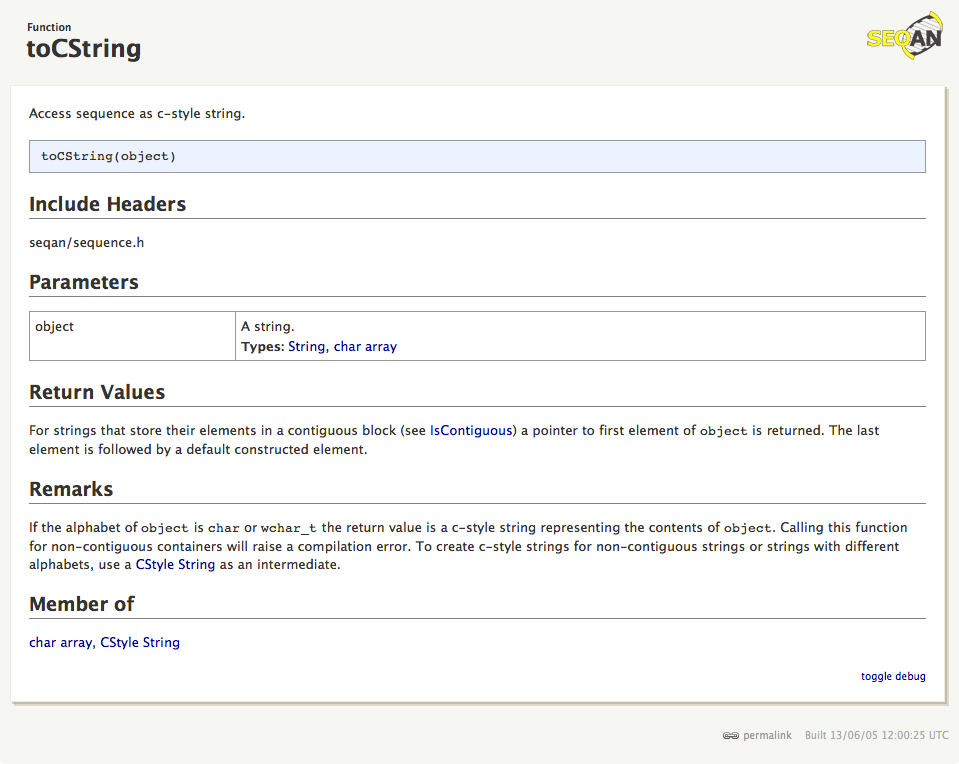 Function
toCString
SEQAN
Access sequence as c-style string.
toCString(object)
Include Headers
seqan/sequence.h
Parameters
object
A string.
Types: String, char array
Return Values
For strings that store their elements in a contiguous block (see IsContiguous) a pointer to first element of object is returned. The last
element is followed by a default constructed element.
Remarks
If the alphabet of object is char or wchar_t the return value is a c-style string representing the contents of object. Calling this function
for non-contiguous containers will raise a compilation error. To create c-style strings for non-contiguous strings or strings with different
alphabets, use a CStyle String as an intermediate.
Member of
char array, CStyle String
toggle debug
permalink Built 13/06/05 12:00:25 UTC